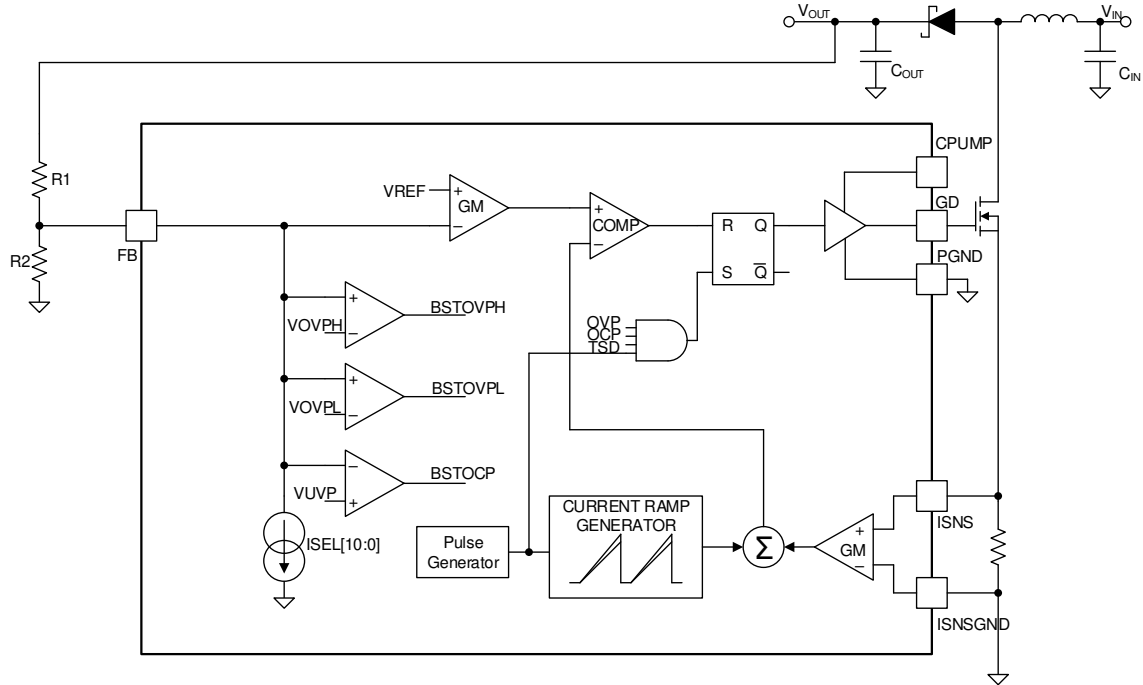 VOUT
VIN
COUT
CIN
CPUMP
R1
VREF
+
GM
−
+
COMP
−
R Q
S Q̅
GD
FB
R2
PGND
+
VOVPH
−
BSTOVPH
OVP
OCP
TSD
+
VOVPL
−
BSTOVPL
−
VUVP
+
BSTOCP
ISEL[10:0]
Pulse
Generator
CURRENT RAMP
GENERATOR
Σ
+
GM
−
ISNS
ISNSGND